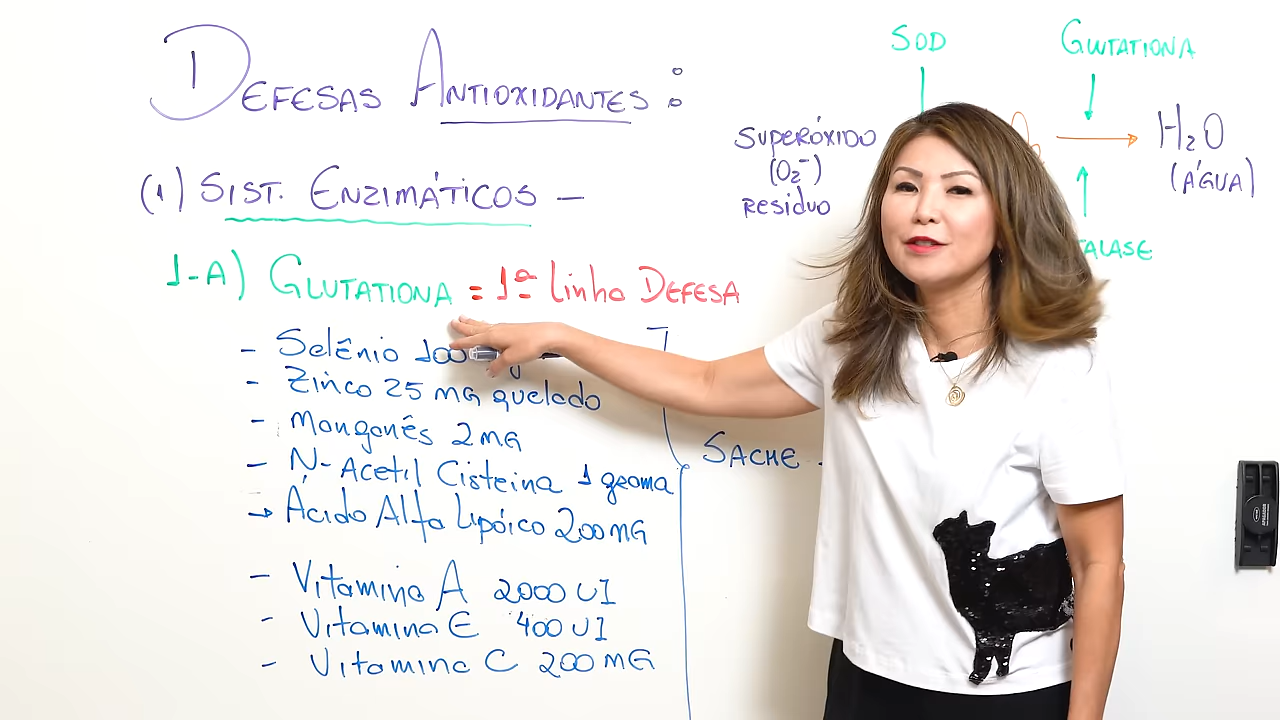 DEFESAS ANTIOXIDANTES:
(1) SIST. ENZIMÁTICOS —
1-A) GLUTATIONA = 1ª linha DEFESA
- Selênio 100
- Zinco 25 mg quelado
- Manganês 2 mg
- N-Acetil Cisteina 1 grama
→ Ácido Alfa Lipóico 200 MG
- Vitamina A 2000 UI
- Vitamina E 400 UI
- Vitamina C 200 MG
SACHE
SOD
GLUTATIONA
SUPERÓXIDO
(O₂⁻)
RESÍDUO
H₂O
(ÁGUA)